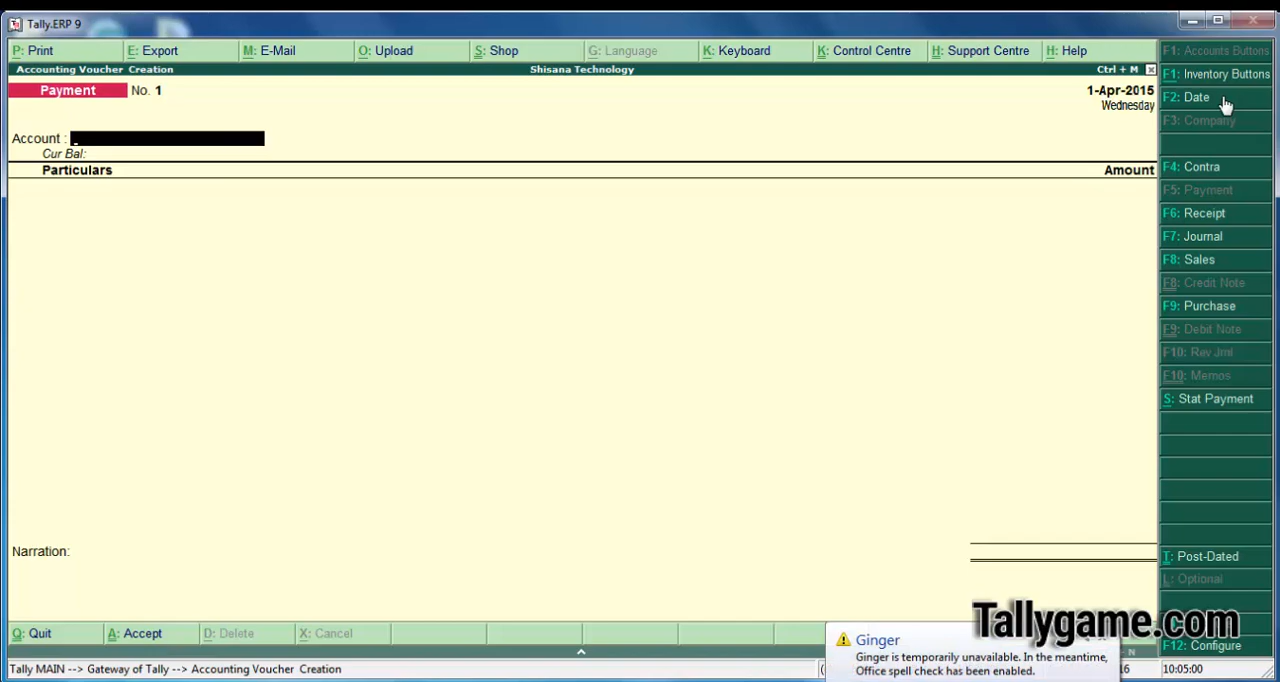 Tally.ERP 9
P: Print
E: Export
M: E-Mail
O: Upload
S: Shop
G: Language
K: Keyboard
K: Control Centre
H: Support Centre
H: Help
F1: Accounts Buttons
Accounting Voucher Creation
Shisana Technology
Ctrl + M
F1: Inventory Buttons
Payment
No. 1
1-Apr-2015
Wednesday
F2: Date
F3: Company
Account :
Cur Bal:
Particulars
Amount
F4: Contra
F5: Payment
F6: Receipt
F7: Journal
F8: Sales
F8: Credit Note
F9: Purchase
F9: Debit Note
F10: Rev Jrnl
F10: Memos
S: Stat Payment
Narration:
T: Post-Dated
L: Optional
Tallygame.com
Q: Quit
A: Accept
D: Delete
X: Cancel
F12: Configure
Ginger
Ginger is temporarily unavailable. In the meantime,
Office spell check has been enabled.
Tally MAIN --> Gateway of Tally --> Accounting Voucher Creation
10:05:00